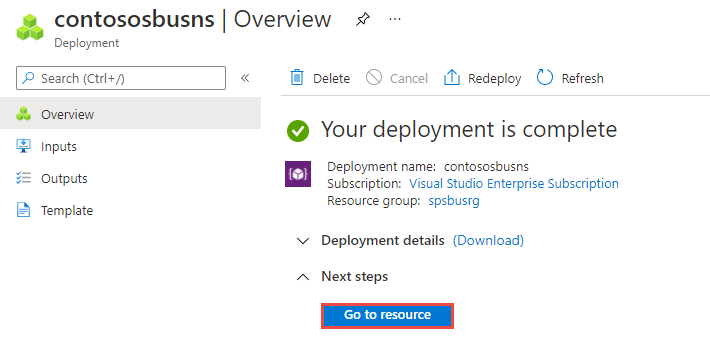 contososbusns | Overview
Deployment
Search (Ctrl+/)
Overview
Inputs
Outputs
Template
Delete Cancel Redeploy Refresh
Your deployment is complete
Deployment name: contososbusns
Subscription: Visual Studio Enterprise Subscription
Resource group: spsbusrg
Deployment details (Download)
Next steps
Go to resource